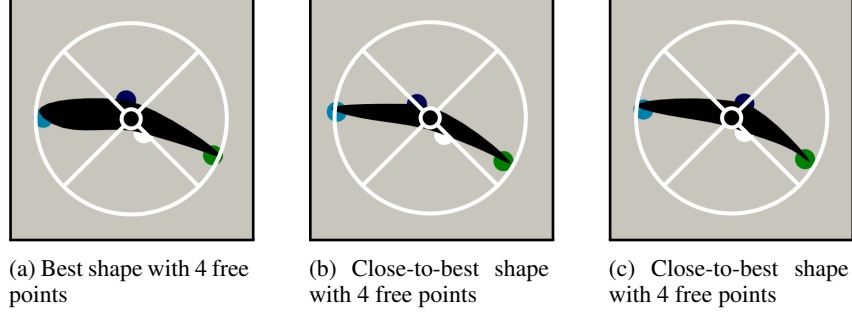 (a) Best shape with 4 free
points
(b) Close-to-best shape
with 4 free points
(c) Close-to-best shape
with 4 free points